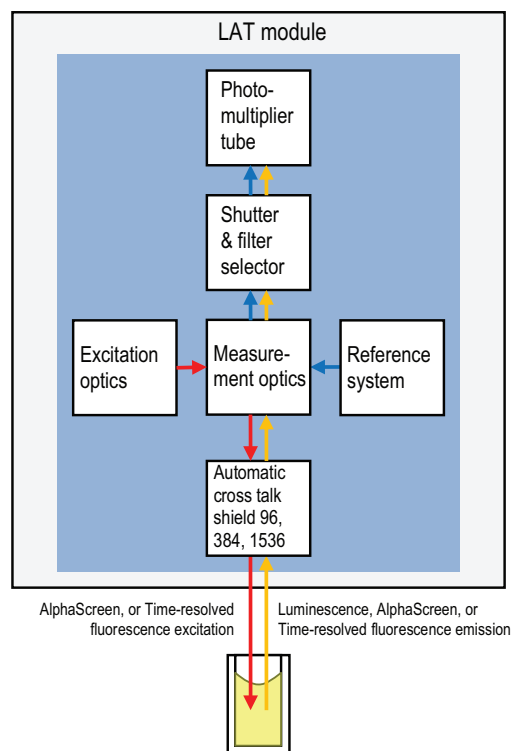 LAT module
Photo-
multiplier
tube
Shutter
& filter
selector
Excitation
optics
Measure-
ment optics
Reference
system
Automatic
cross talk
shield 96,
384, 1536
AlphaScreen, or Time-resolved
fluorescence excitation
Luminescence, AlphaScreen, or
Time-resolved fluorescence emission